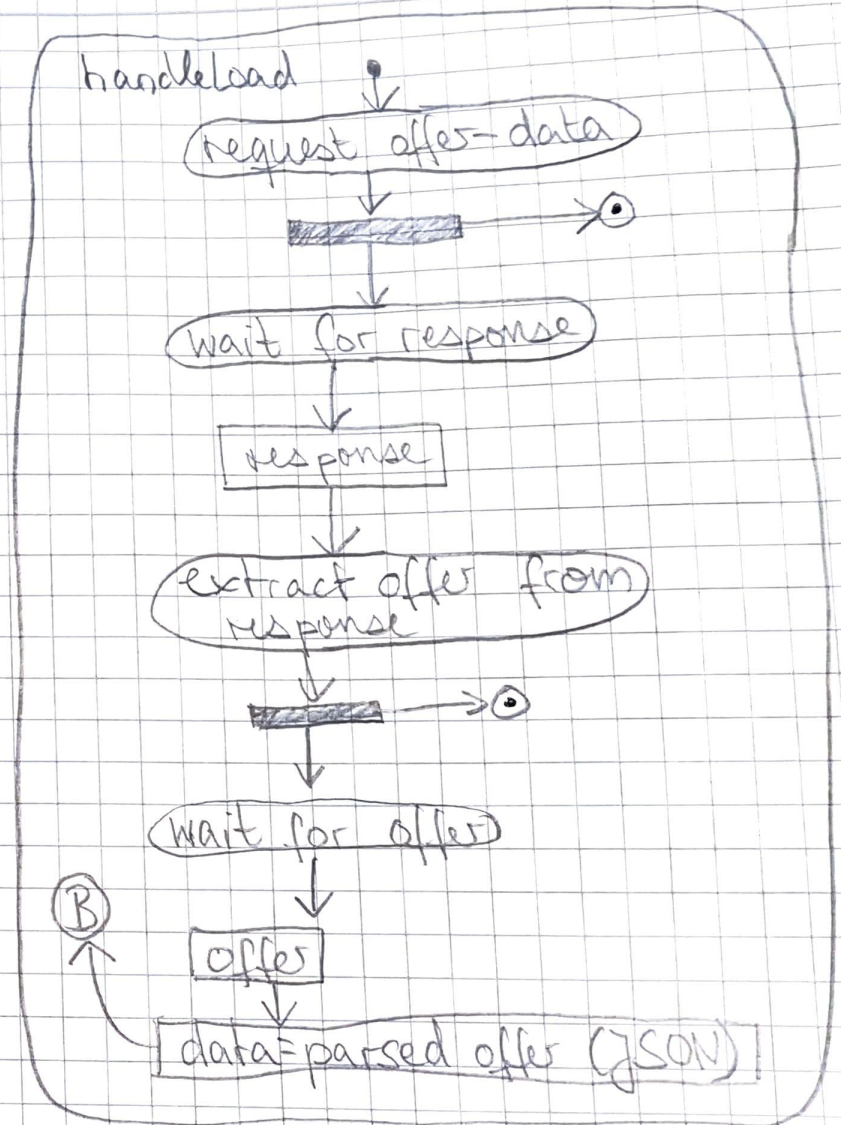 handleLoad
request offer-data
wait for response
response
extract offer from
response
wait for offer
B
offer
data=parsed offer (JSON)